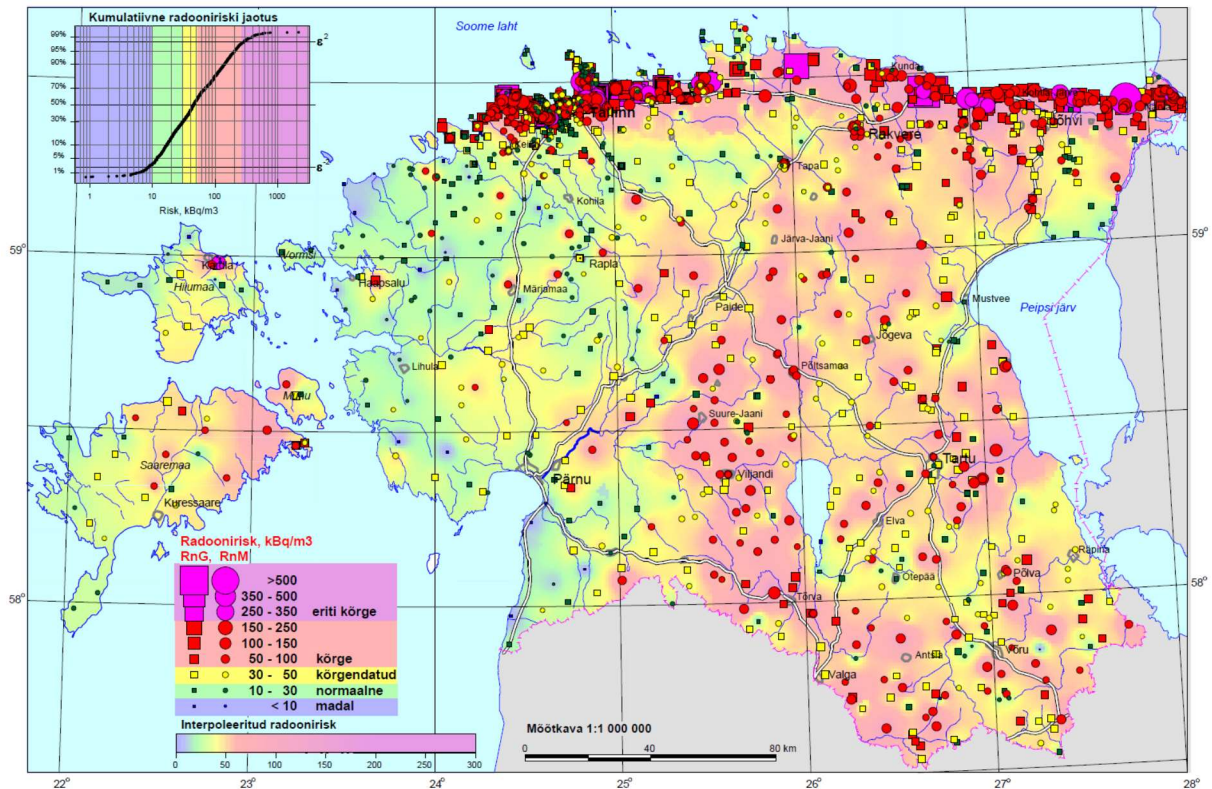 Kumulatiivne radooniriski jaotus
99%
95%
90%
70%
50%
30%
10%
5%
1%
ε²
ε²
1 10 100 1000
Risk, kBq/m3
Soome laht
Kunda
Tallinn
Jõhvi
Rakvere
Keila
Tapa
Kohila
59°
59°
Järva-Jaani
Vormsi
Rapla
Kärdla
Hiiumaa
Haapsalu
Märjamaa
Mustvee
Paide
Peipsi järv
Jõgeva
Lihula
Põltsamaa
Muhu
Suure-Jaani
Saaremaa
Tartu
Viljandi
Pärnu
Kuressaare
Elva
Räpina
Otepää
Põlva
58°
58°
Tõrva
Võru
Antsla
Valga
Radoonirisk, kBq/m3
RnG, RnM
>500
350 - 500
250 - 350 eriti kõrge
150 - 250
100 - 150
50 - 100 kõrge
30 - 50 kõrgendatud
10 - 30 normaalne
< 10 madal
Interpoleeritud radoonirisk
0 50 100 150 200 250 300
Möötkava 1:1 000 000
0 40 80 km
22° 23° 24° 25° 26° 27° 28°